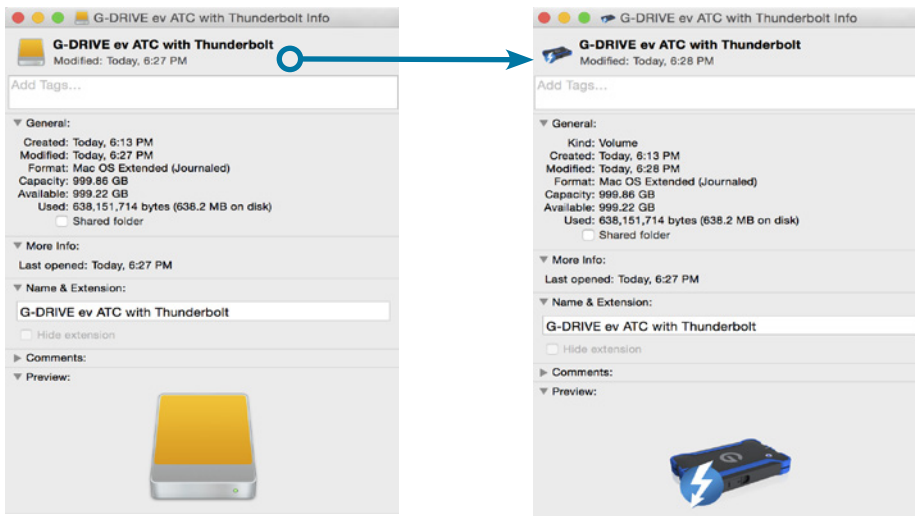 G-DRIVE ev ATC with Thunderbolt Info
G-DRIVE ev ATC with Thunderbolt
Modified: Today, 6:27 PM
Add Tags...
General:
Created: Today, 6:13 PM
Modified: Today, 6:27 PM
Format: Mac OS Extended (Journaled)
Capacity: 999.86 GB
Available: 999.22 GB
Used: 638,151,714 bytes (638.2 MB on disk)
Shared folder
More Info:
Last opened: Today, 6:27 PM
Name & Extension:
G-DRIVE ev ATC with Thunderbolt
Hide extension
Comments:
Preview:
G-DRIVE ev ATC with Thunderbolt Info
G-DRIVE ev ATC with Thunderbolt
Modified: Today, 6:28 PM
Add Tags...
General:
Kind: Volume
Created: Today, 6:13 PM
Modified: Today, 6:28 PM
Format: Mac OS Extended (Journaled)
Capacity: 999.86 GB
Available: 999.22 GB
Used: 638,151,714 bytes (638.2 MB on disk)
Shared folder
More Info:
Last opened: Today, 6:27 PM
Name & Extension:
G-DRIVE ev ATC with Thunderbolt
Hide extension
Comments:
Preview: